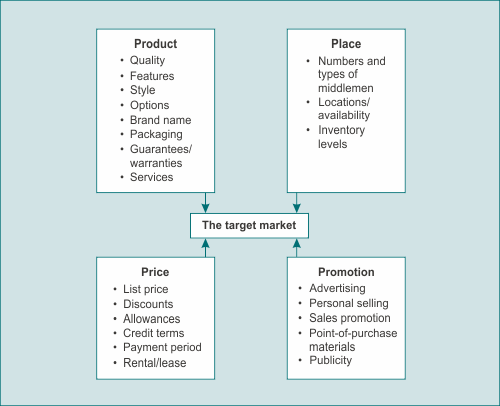 Product
• Quality
• Features
• Style
• Options
• Brand name
• Packaging
• Guarantees/
warranties
• Services
Place
• Numbers and
types of
middlemen
• Locations/
availability
• Inventory
levels
The target market
Price
• List price
• Discounts
• Allowances
• Credit terms
• Payment period
• Rental/lease
Promotion
• Advertising
• Personal selling
• Sales promotion
• Point-of-purchase
materials
• Publicity